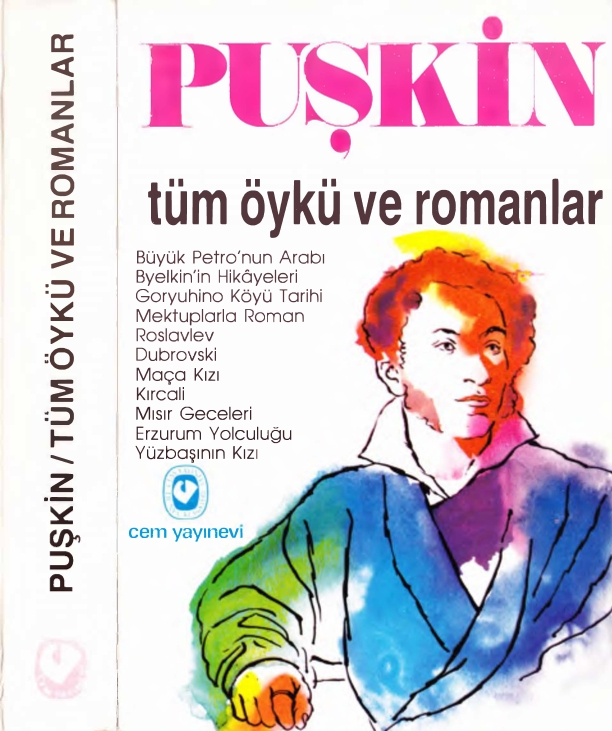 PUŞKİN / TÜM ÖYKÜ VE ROMANLAR
PUŞKİN
tüm öykü ve romanlar
Büyük Petro'nun Arabı
Byelkin'in Hikâyeleri
Goryuhino Köyü Tarihi
Mektuplarla Roman
Roslavlev
Dubrovski
Maça Kızı
Kırcali
Mısır Geceleri
Erzurum Yolculuğu
Yüzbaşının Kızı
cem yayınevi